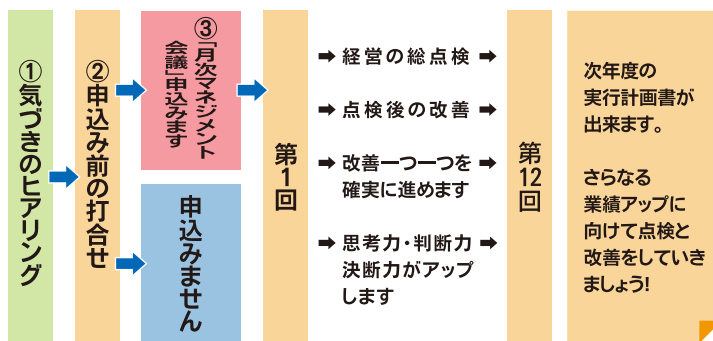 ①気づきのヒアリング
②申込み前の打合せ
③「月次マネジメント
会議」申込みます
申込みません
第1回
➡ 経営の総点検 ➡
➡ 点検後の改善 ➡
➡ 改善一つ一つを ➡
確実に進めます
➡ 思考力・判断力 ➡
決断力がアップ
します
第12回
次年度の
実行計画書が
出来ます。
さらなる
業績アップに
向けて点検と
改善をしていき
ましょう!